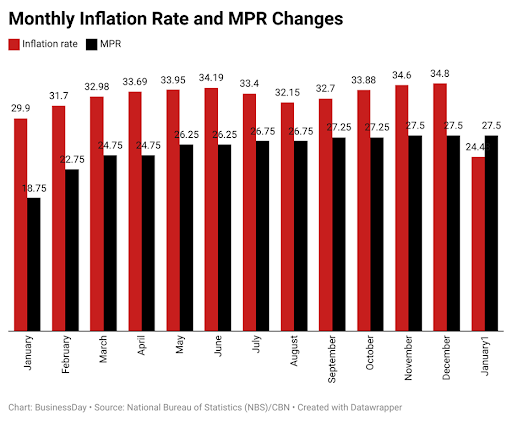 Monthly Inflation Rate and MPR Changes
Inflation rate MPR
29.9 31.7 32.98 33.69 33.95 34.19 33.4 32.15 32.7 33.88 34.6 34.8 24.4
18.75 22.75 24.75 24.75 26.25 26.25 26.75 26.75 27.25 27.25 27.5 27.5 27.5
January February March April May June July August September October November December January1
Chart: BusinessDay • Source: National Bureau of Statistics (NBS)/CBN • Created with Datawrapper